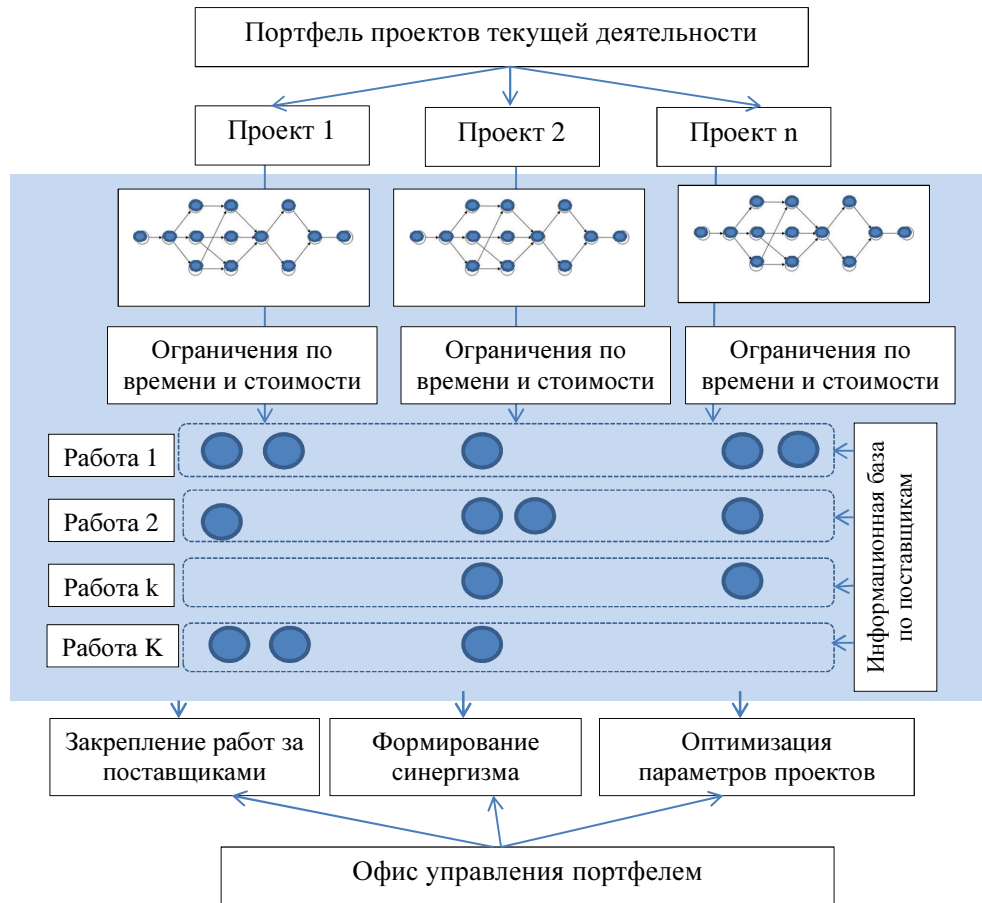 Портфель проектов текущей деятельности
Проект 1
Проект 2
Проект n
Ограничения по
времени и стоимости
Ограничения по
времени и стоимости
Ограничения по
времени и стоимости
Работа 1
Работа 2
Работа k
Работа K
Информационная база
по поставщикам
Закрепление работ за
поставщиками
Формирование
синергизма
Оптимизация
параметров проектов
Офис управления портфелем